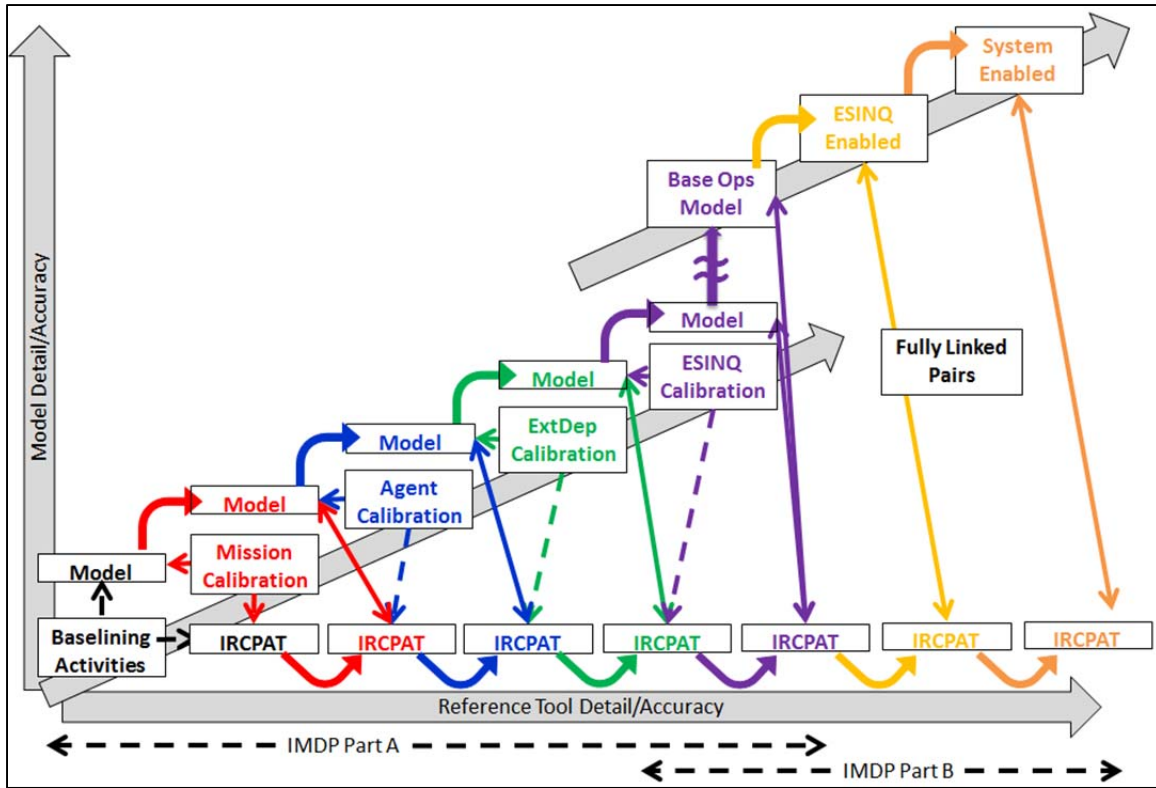 System
Enabled
ESINQ
Enabled
Base Ops
Model
Model
Fully Linked
Pairs
ESINQ
Calibration
Model
ExtDep
Calibration
Model
Agent
Calibration
Model
Mission
Calibration
Model
Baselining
Activities
IRCPAT
IRCPAT
IRCPAT
IRCPAT
IRCPAT
IRCPAT
IRCPAT
Model Detail/Accuracy
Reference Tool Detail/Accuracy
IMDP Part A
IMDP Part B